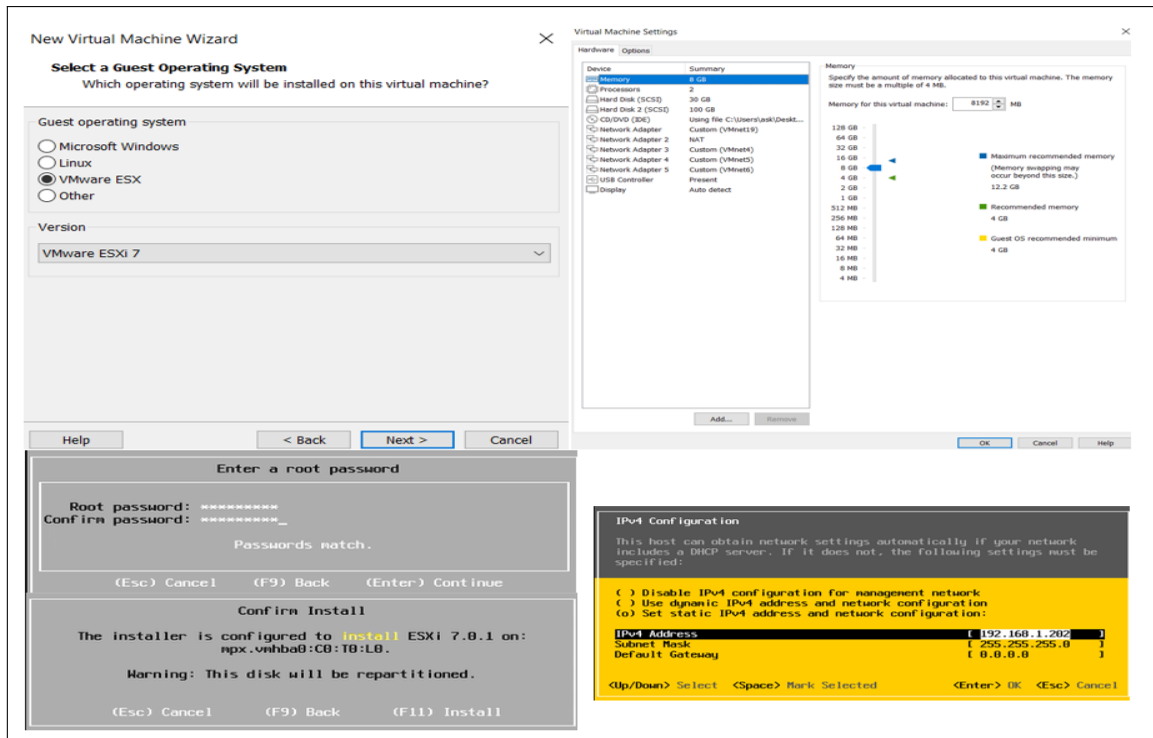 New Virtual Machine Wizard
Select a Guest Operating System
Which operating system will be installed on this virtual machine?
Guest operating system
Microsoft Windows
Linux
VMware ESX
Other
Version
VMware ESXi 7
Help < Back Next > Cancel
Virtual Machine Settings
Hardware Options
Device Summary
Memory 8 GB
Processors 2
Hard Disk (SCSI) 30 GB
Hard Disk 2 (SCSI) 100 GB
CD/DVD (IDE) Using file C:\Users\ask\Deskt...
Network Adapter Custom (VMnet19)
Network Adapter 2 NAT
Network Adapter 3 Custom (VMnet4)
Network Adapter 4 Custom (VMnet5)
Network Adapter 5 Custom (VMnet6)
USB Controller Present
Display Auto detect
Add... Remove
Memory
Specify the amount of memory allocated to this virtual machine. The memory
size must be a multiple of 4 MB.
Memory for this virtual machine: 8192 MB
128 GB
64 GB
32 GB
16 GB
8 GB
4 GB
2 GB
1 GB
512 MB
256 MB
128 MB
64 MB
32 MB
16 MB
8 MB
4 MB
Maximum recommended memory
(Memory swapping may
occur beyond this size.)
12.2 GB
Recommended memory
4 GB
Guest OS recommended minimum
4 GB
OK Cancel Help
Enter a root password
Root password: *********
Confirm password: *********_
Passwords match.
(Esc) Cancel (F9) Back (Enter) Continue
Confirm Install
The installer is configured to install ESXi 7.0.1 on:
mpx.vmhba0:C0:T0:L0.
Warning: This disk will be repartitioned.
(Esc) Cancel (F9) Back (F11) Install
IPv4 Configuration
This host can obtain network settings automatically if your network
includes a DHCP server. If it does not, the following settings must be
specified:
( ) Disable IPv4 configuration for management network
( ) Use dynamic IPv4 address and network configuration
(o) Set static IPv4 address and network configuration:
IPv4 Address [ 192.168.1.202 ]
Subnet Mask [ 255.255.255.0 ]
Default Gateway [ 0.0.0.0 ]
<Up/Down> Select <Space> Mark Selected <Enter> OK <Esc> Cancel